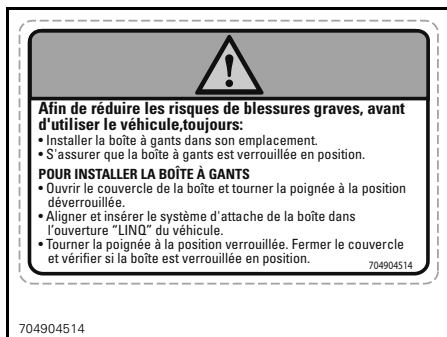 Afin de réduire les risques de blessures graves, avant
d'utiliser le véhicule,toujours:
• Installer la boîte à gants dans son emplacement.
• S'assurer que la boîte à gants est verrouillée en position.
POUR INSTALLER LA BOÎTE À GANTS
• Ouvrir le couvercle de la boîte et tourner la poignée à la position
déverrouillée.
• Aligner et insérer le système d'attache de la boîte dans
l'ouverture “LINQ” du véhicule.
• Tourner la poignée à la position verrouillée. Fermer le couvercle
et vérifier si la boîte est verrouillée en position.
704904514
704904514